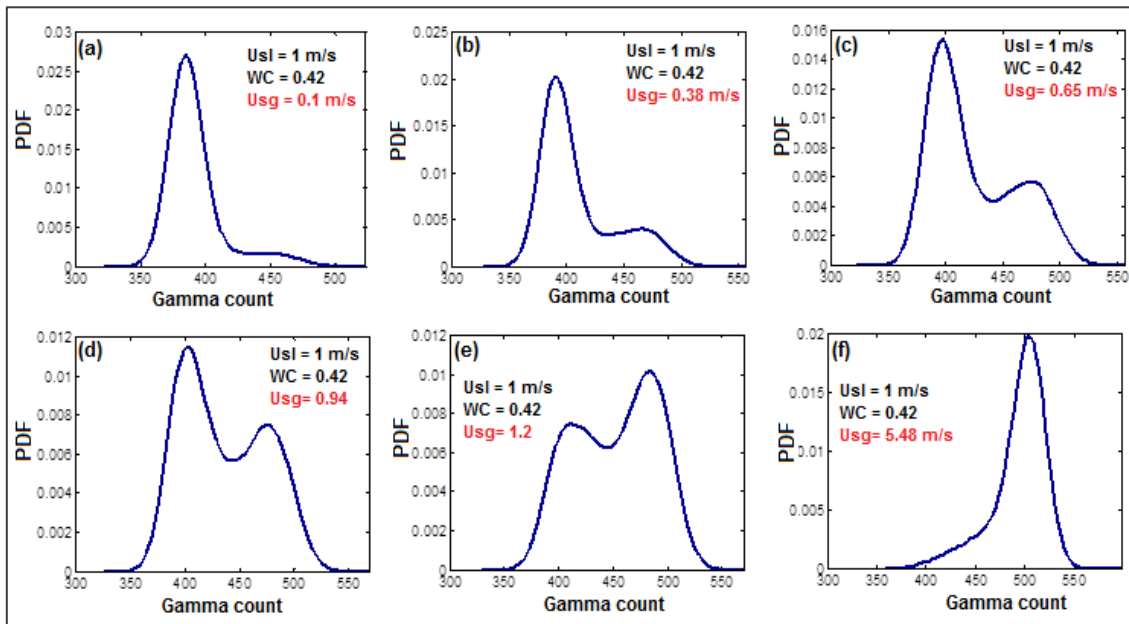 (a)
Usl = 1 m/s
WC = 0.42
Usg = 0.1 m/s
0.03
0.025
0.02
0.015
0.01
0.005
0
PDF
300 350 400 450 500
Gamma count
(b)
Usl = 1 m/s
WC = 0.42
Usg= 0.38 m/s
0.025
0.020
0.015
0.01
0.005
0
PDF
300 350 400 450 500 550
Gamma count
(c)
Usl = 1 m/s
WC = 0.42
Usg= 0.65 m/s
0.016
0.014
0.012
0.010
0.008
0.006
0.004
0.002
0
PDF
300 350 400 450 500 550
Gamma count
(d)
Usl = 1 m/s
WC = 0.42
Usg= 0.94
0.012
0.01
0.008
0.006
0.004
0.002
0
PDF
300 350 400 450 500 550
Gamma count
(e)
Usl = 1 m/s
WC = 0.42
Usg= 1.2
0.012
0.01
0.008
0.006
0.004
0.002
0
PDF
300 350 400 450 500 550
Gamma count
(f)
Usl = 1 m/s
WC = 0.42
Usg= 5.48 m/s
0.02
0.015
0.01
0.005
0
PDF
300 350 400 450 500 550
Gamma count